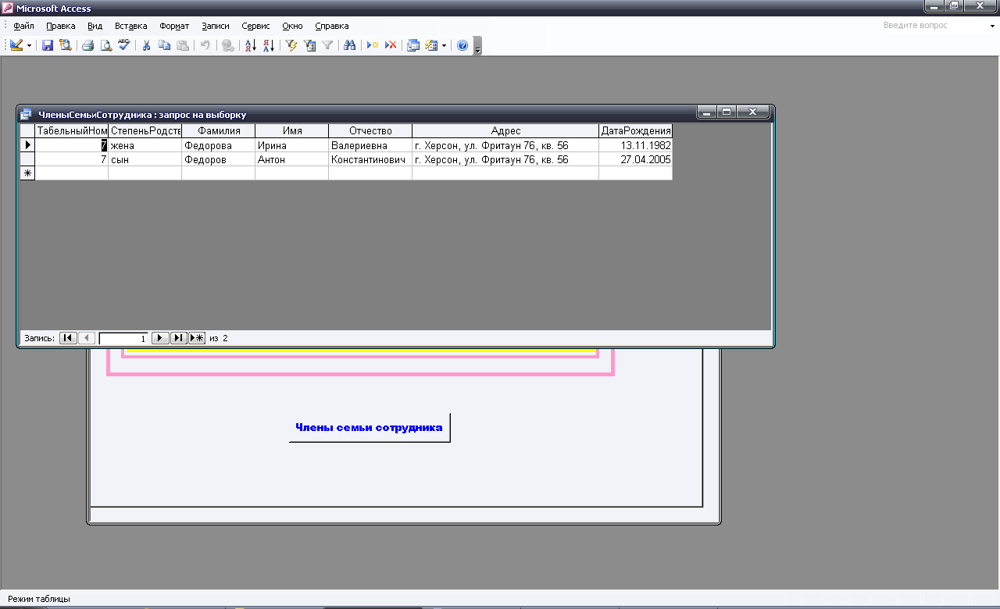 Microsoft Access
Файл Правка Вид Вставка Формат Записи Сервис Окно Справка Введите вопрос
ЧленыСемьиСотрудника : запрос на выборку
ТабельныйНом СтепеньРодств Фамилия Имя Отчество Адрес ДатаРождения
7 жена Федорова Ирина Валериевна г. Херсон, ул. Фритаун 76, кв. 56 13.11.1982
7 сын Федоров Антон Константинович г. Херсон, ул. Фритаун 76, кв. 56 27.04.2005
Запись: 1 из 2
Члены семьи сотрудника
Режим таблицы